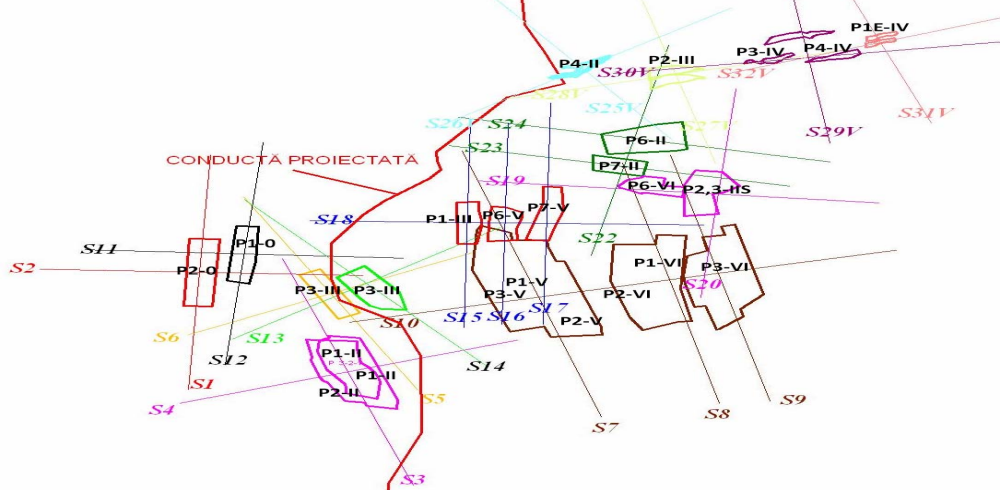 P1E-IV
P3-IV
P4-IV
P4-II
P2-III
S30V
S32V
S28V
S25V
S31V
S26
S24
S27V
S29V
P6-II
S23
CONDUCTĂ PROIECTATĂ
P7-II
S19
P6-VI
P2,3-IIS
S18
P1-III
P6-V
P7-V
S22
S11
P1-0
S2
P2-0
P1-VI
P3-VI
P3-III
P3-III
P1-V
P3-V
P2-VI
S20
S17
S15
S16
S10
P2-V
S6
S13
S12
P1-II
S14
P1-II
S1
P2-II
S5
S4
S9
S8
S7
S3